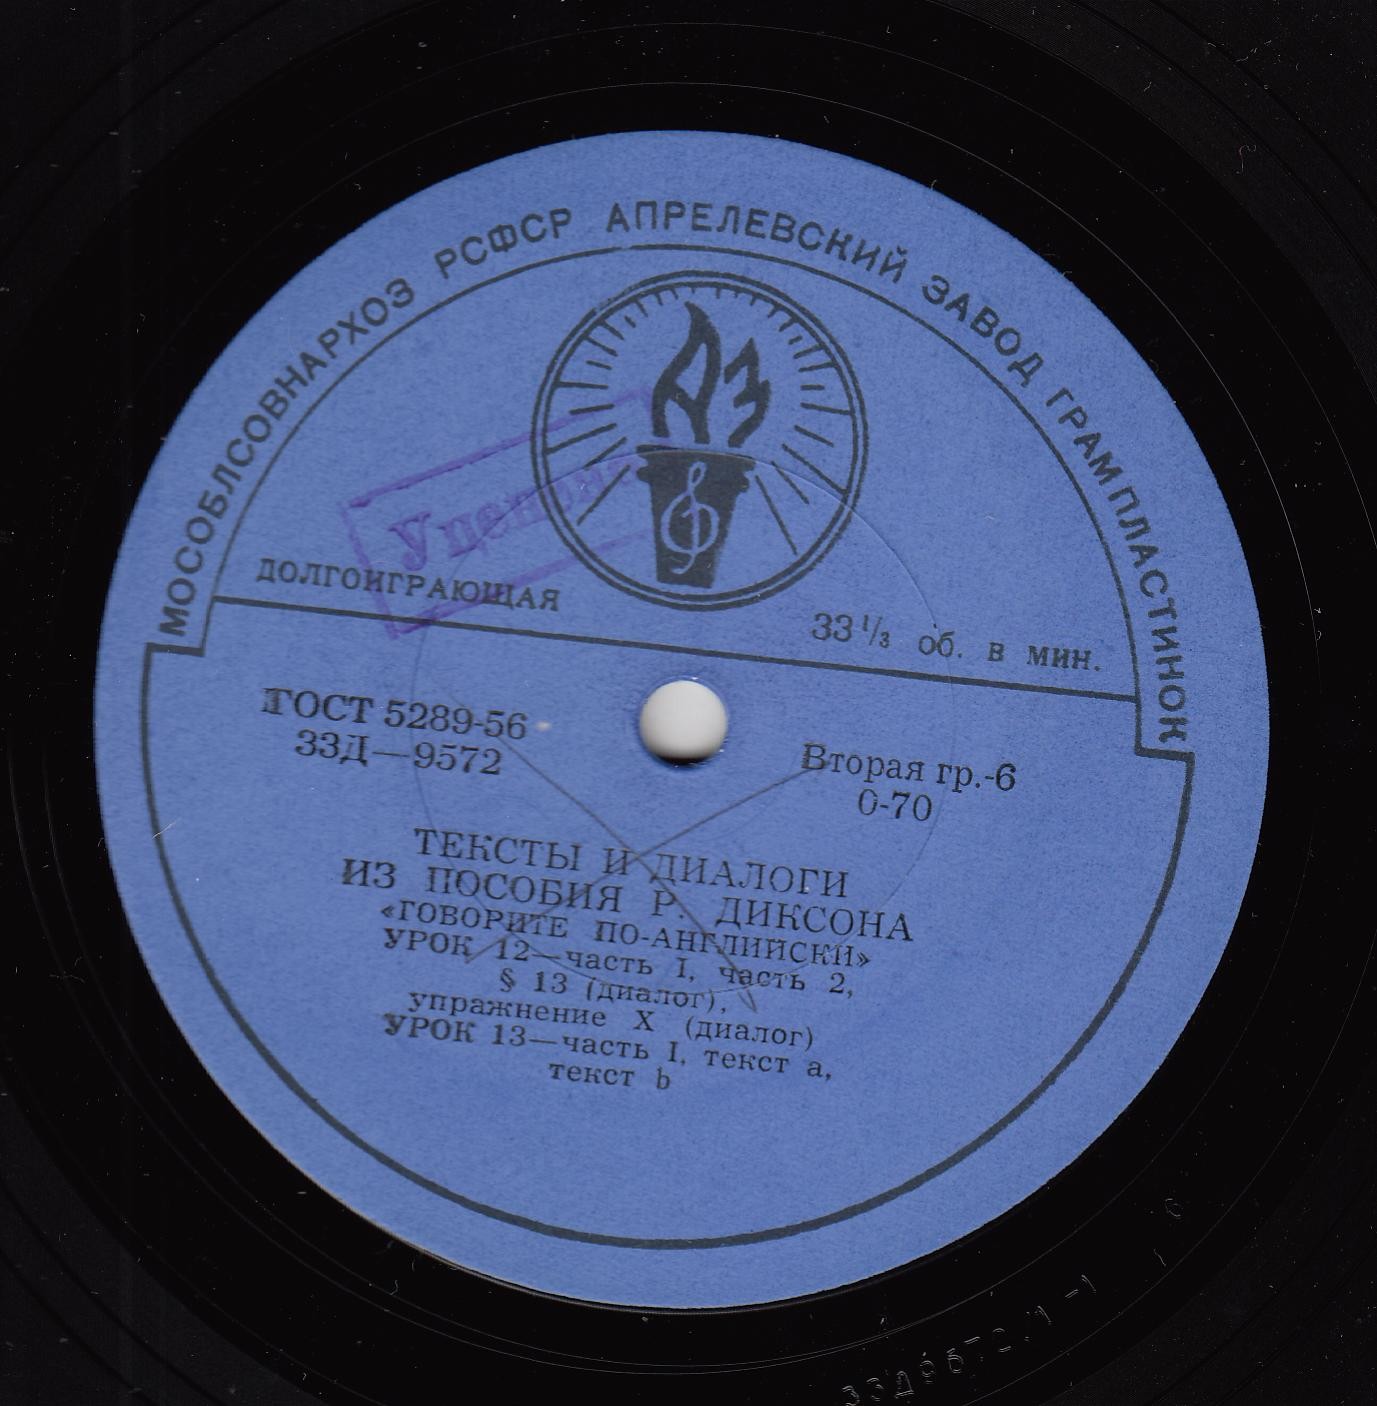 МОСОБЛСОВНАРХОЗ РСФСР АПРЕЛЕВСКИЙ ЗАВОД ГРАМПЛАСТИНОК
АЗ
Уценена
ДОЛГОИГРАЮЩАЯ
33 1/3 об. в мин.
ГОСТ 5289-56
33Д—9572
Вторая гр.-6
0-70
ТЕКСТЫ И ДИАЛОГИ
ИЗ ПОСОБИЯ Р. ДИКСОНА
«ГОВОРИТЕ ПО-АНГЛИЙСКИ»
УРОК 12—часть I, часть 2,
§ 13 (диалог),
упражнение X (диалог)
УРОК 13—часть I, текст a,
текст b